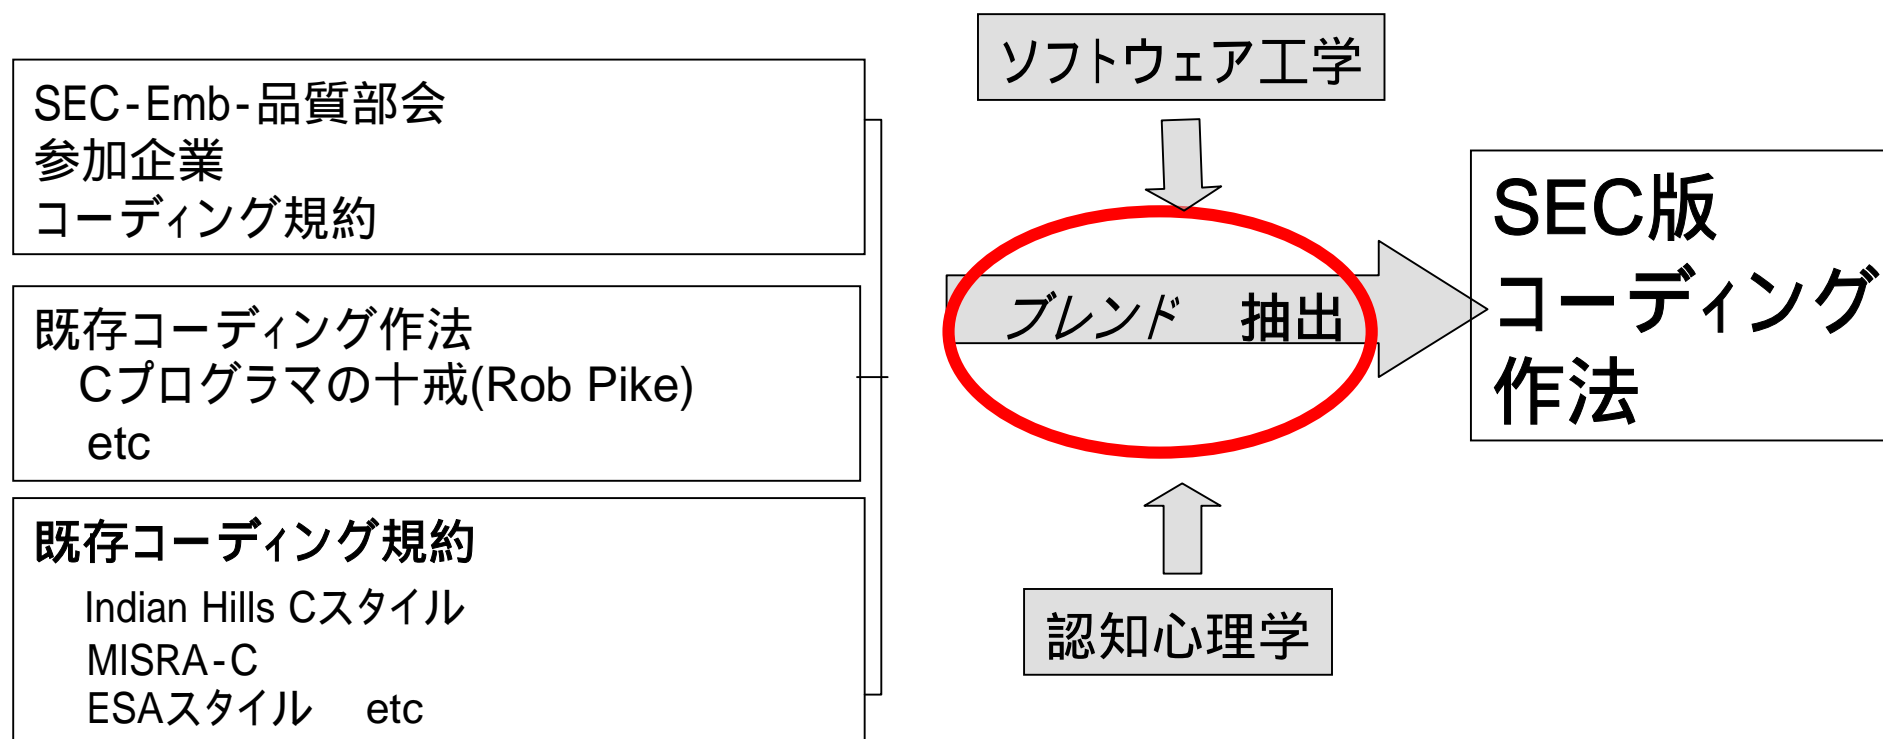 SEC-Emb-品質部会
参加企業
コーディング規約
既存コーディング作法
Cプログラマの十戒(Rob Pike)
etc
既存コーディング規約
Indian Hills Cスタイル
MISRA-C
ESAスタイル etc
ソフトウェア工学
ブレンド 抽出
認知心理学
SEC版
コーディング
作法